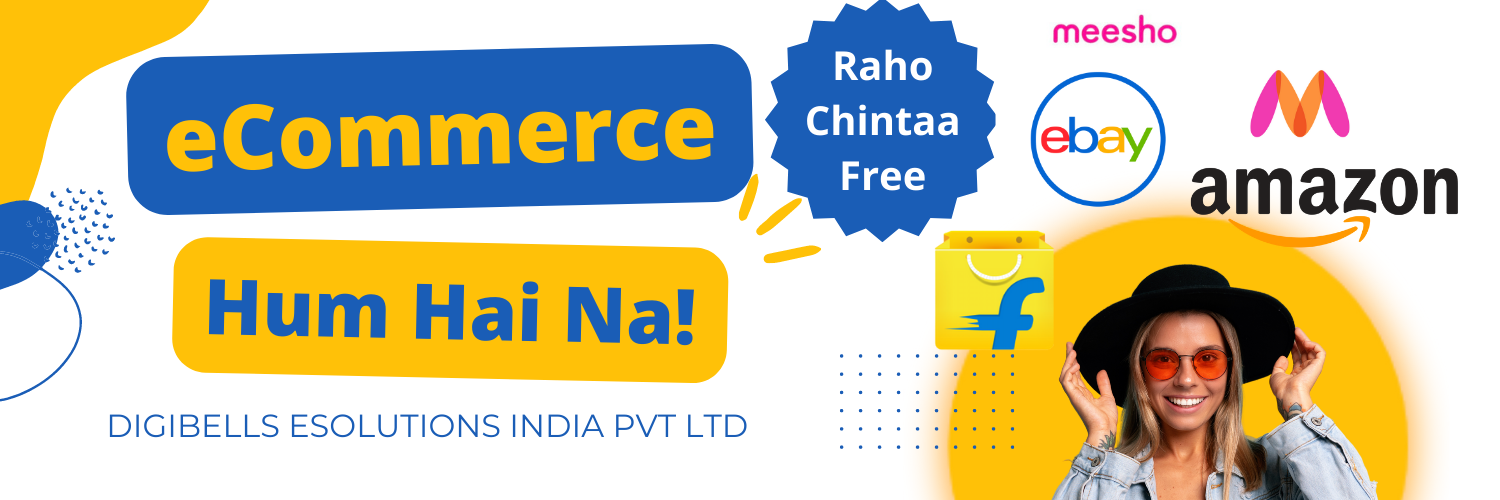 eCommerce
Hum Hai Na!
DIGIBELLS ESOLUTIONS INDIA PVT LTD
Raho
Chintaa
Free
meesho
ebay
amazon